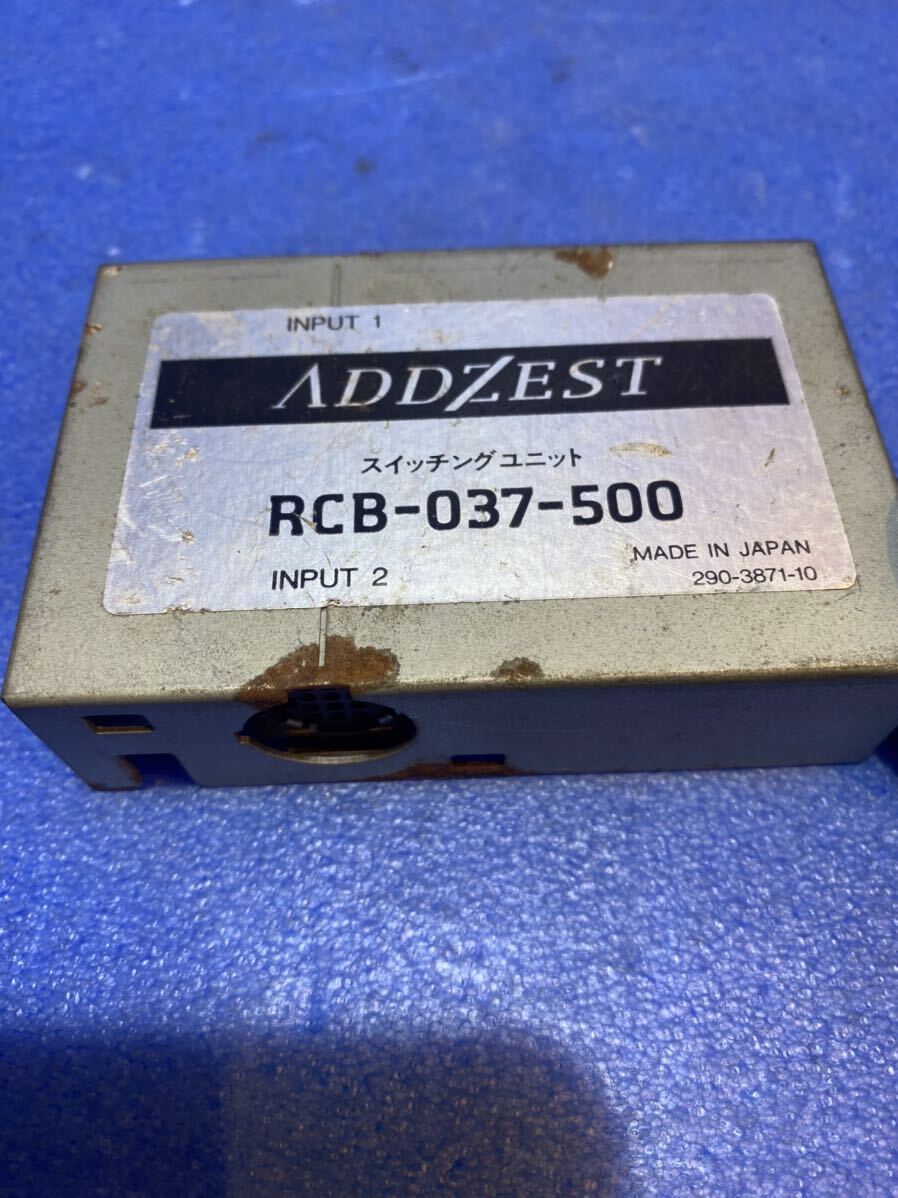 INPUT 1
ADDZEST
スイッチングユニット
RCB-037-500
MADE IN JAPAN
INPUT 2
290-3871-10